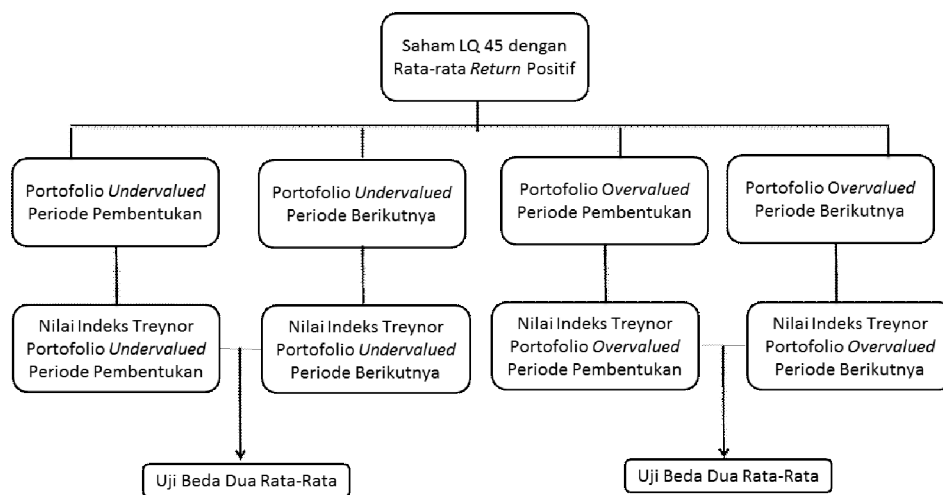 Saham LQ 45 dengan
Rata-rata Return Positif
Portofolio Undervalued
Periode Pembentukan
Portofolio Undervalued
Periode Berikutnya
Portofolio Overvalued
Periode Pembentukan
Portofolio Overvalued
Periode Berikutnya
Nilai Indeks Treynor
Portofolio Undervalued
Periode Pembentukan
Nilai Indeks Treynor
Portofolio Undervalued
Periode Berikutnya
Nilai Indeks Treynor
Portofolio Overvalued
Periode Pembentukan
Nilai Indeks Treynor
Portofolio Overvalued
Periode Berikutnya
Uji Beda Dua Rata-Rata
Uji Beda Dua Rata-Rata